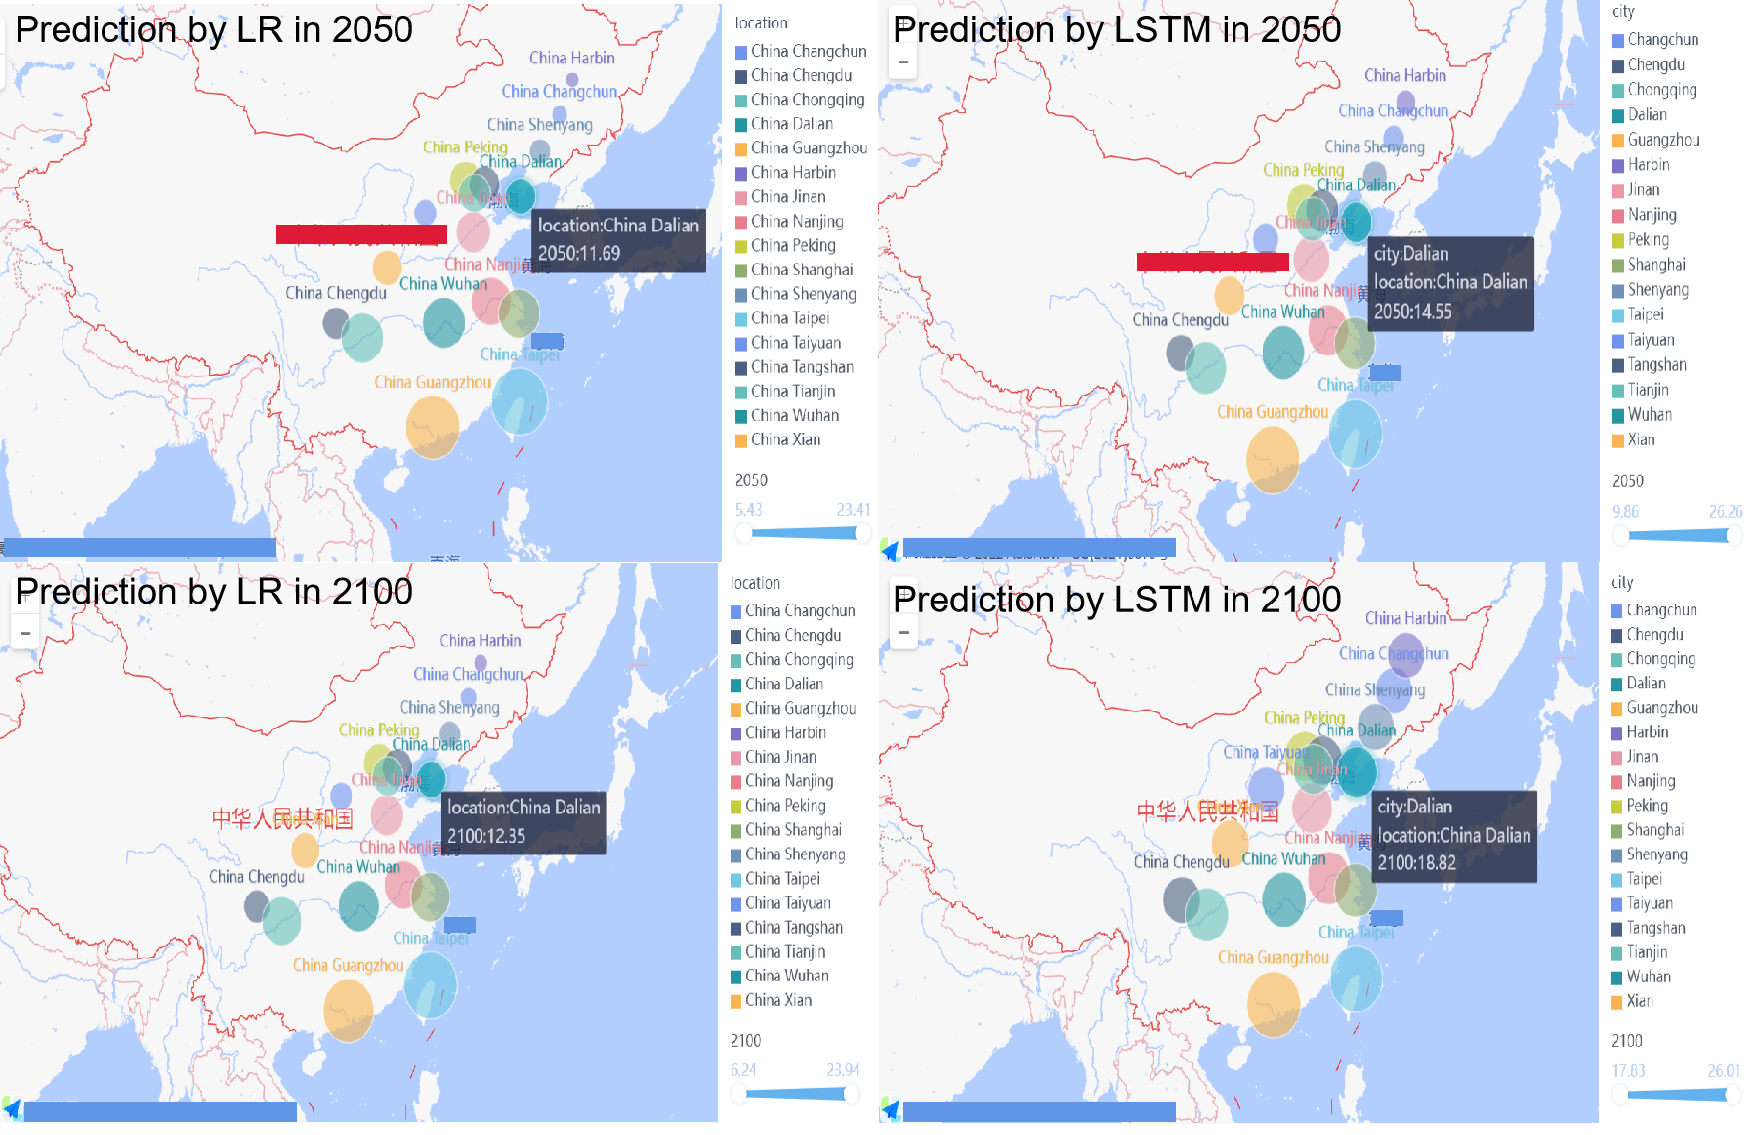 Prediction by LR in 2050
China Harbin
China Changchun
China Shenyang
China Peking
China Dalian
China Jinan
渤海
location:China Dalian
2050:11.69
黄海
China Nanjing
China Wuhan
China Chengdu
China Taipei
China Guangzhou
南海
location
China Changchun
China Chengdu
China Chongqing
China Dalian
China Guangzhou
China Harbin
China Jinan
China Nanjing
China Peking
China Shanghai
China Shenyang
China Taipei
China Taiyuan
China Tangshan
China Tianjin
China Wuhan
China Xian
2050
5.43 23.41
Prediction by LSTM in 2050
China Harbin
China Changchun
China Shenyang
China Peking
China Dalian
China Jinan
渤海
city:Dalian
location:China Dalian
2050:14.55
China Nanjing
China Wuhan
China Chengdu
China Taipei
China Guangzhou
city
Changchun
Chengdu
Chongqing
Dalian
Guangzhou
Harbin
Jinan
Nanjing
Peking
Shanghai
Shenyang
Taipei
Taiyuan
Tangshan
Tianjin
Wuhan
Xian
2050
9.86 26.26
Prediction by LR in 2100
China Harbin
China Changchun
China Shenyang
China Peking
China Dalian
China Jinan
渤海
中华人民共和国
location:China Dalian
2100:12.35
黄海
China Nanjing
China Wuhan
China Chengdu
China Taipei
China Guangzhou
location
China Changchun
China Chengdu
China Chongqing
China Dalian
China Guangzhou
China Harbin
China Jinan
China Nanjing
China Peking
China Shanghai
China Shenyang
China Taipei
China Taiyuan
China Tangshan
China Tianjin
China Wuhan
China Xian
2100
6.24 23.94
Prediction by LSTM in 2100
China Harbin
China Changchun
China Shenyang
China Peking
China Dalian
China Taiyuan
China Jinan
中华人民共和国
city:Dalian
location:China Dalian
2100:18.82
China Nanjing
China Wuhan
China Chengdu
China Taipei
China Guangzhou
city
Changchun
Chengdu
Chongqing
Dalian
Guangzhou
Harbin
Jinan
Nanjing
Peking
Shanghai
Shenyang
Taipei
Taiyuan
Tangshan
Tianjin
Wuhan
Xian
2100
17.83 26.01